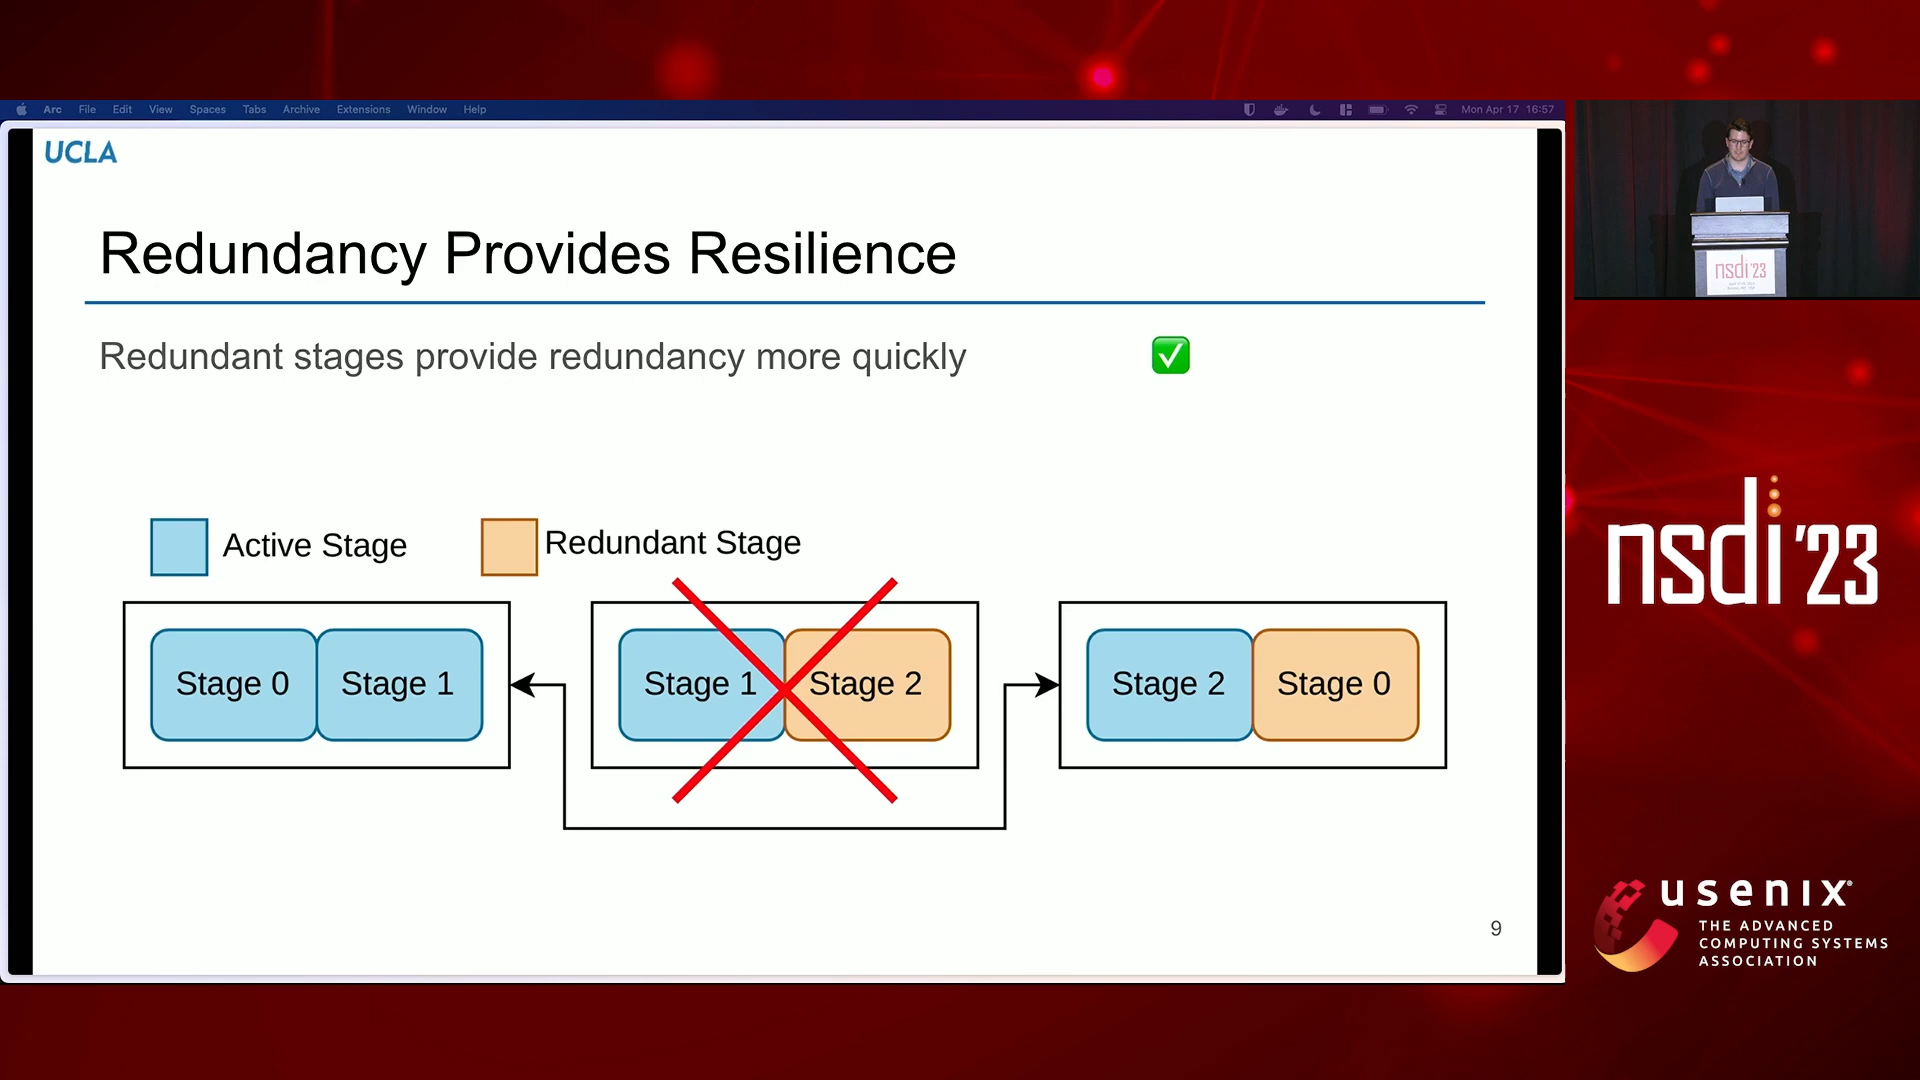 Arc File Edit View Spaces Tabs Archive Extensions Window Help
Mon Apr 17 16:57
UCLA
Redundancy Provides Resilience
Redundant stages provide redundancy more quickly
Active Stage
Redundant Stage
Stage 0 Stage 1
Stage 1 Stage 2
Stage 2 Stage 0
9
nsdi '23
nsdi '23
usenix
THE ADVANCED
COMPUTING SYSTEMS
ASSOCIATION